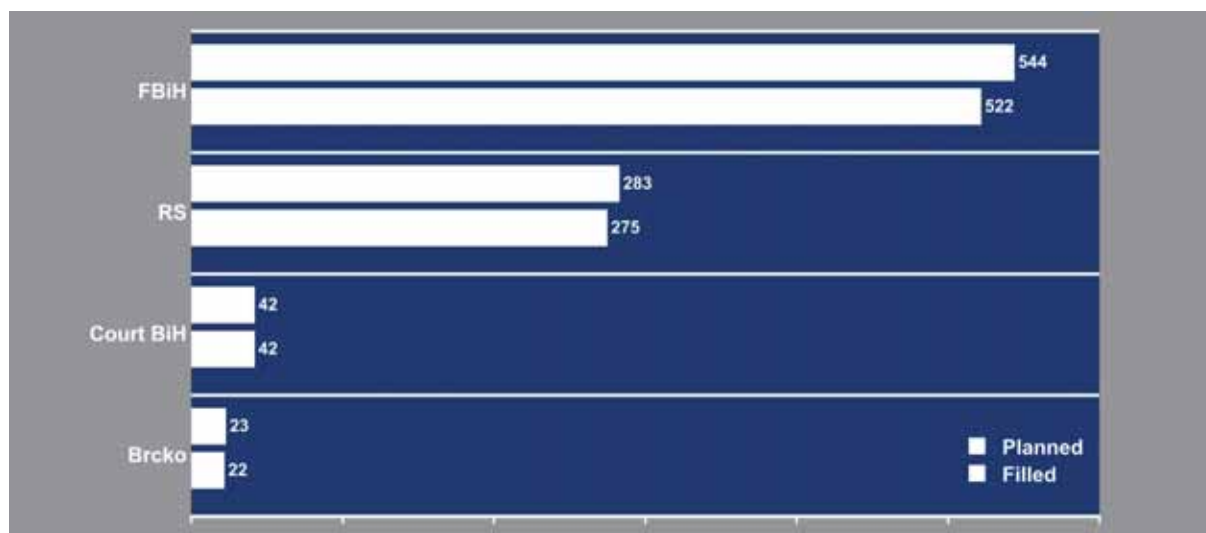 544
FBiH
522
283
RS
275
42
Court BiH
42
23
Brcko
22
Planned
Filled